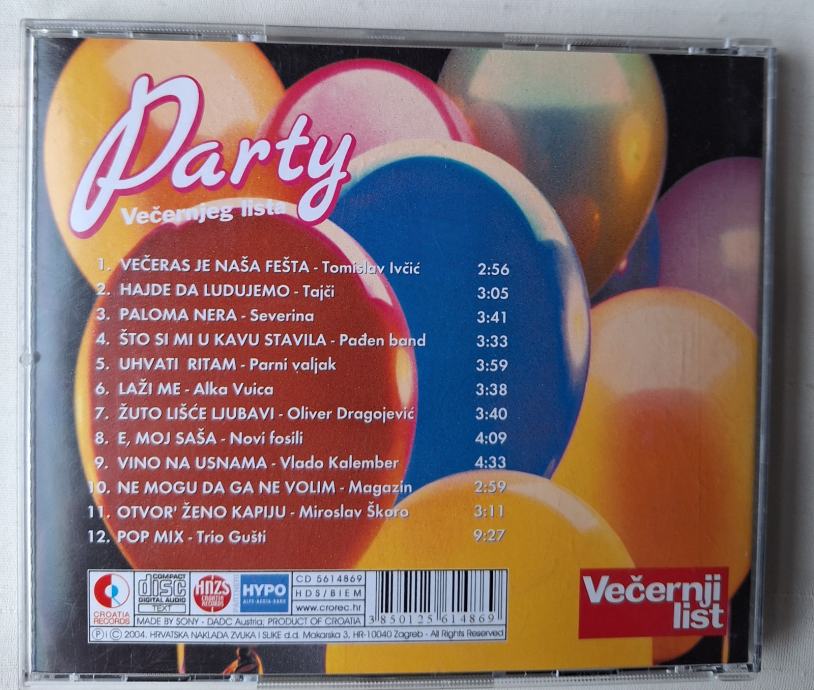 Party
Večernjeg lista
1. VEČERAS JE NAŠA FEŠTA - Tomislav Ivčić 2:56
2. HAJDE DA LUDUJEMO - Tajči 3:05
3. PALOMA NERA - Severina 3:41
4. ŠTO SI MI U KAVU STAVILA - Pađen band 3:33
5. UHVATI RITAM - Parni valjak 3:59
6. LAŽI ME - Alka Vuica 3:38
7. ŽUTO LIŠĆE LJUBAVI - Oliver Dragojević 3:40
8. E, MOJ SAŠA - Novi fosili 4:09
9. VINO NA USNAMA - Vlado Kalember 4:33
10. NE MOGU DA GA NE VOLIM - Magazin 2:59
11. OTVOR' ŽENO KAPIJU - Miroslav Škoro 3:11
12. POP MIX - Trio Gušti 9:27
CROATIA RECORDS
COMPACT disc DIGITAL AUDIO TEXT
hnzs CROATIA RECORDS
HYPO ALPE-ADRIA-BANK
CD 5614869
HDS/BIEM
www.crorec.hr
3 850125 614869
MADE BY SONY - DADC Austria; PRODUCT OF CROATIA
Ⓟ I Ⓒ 2004. HRVATSKA NAKLADA ZVUKA I SLIKE d.d. Makarska 3, HR-10040 Zagreb - All Rights Reserved
Večernji
list